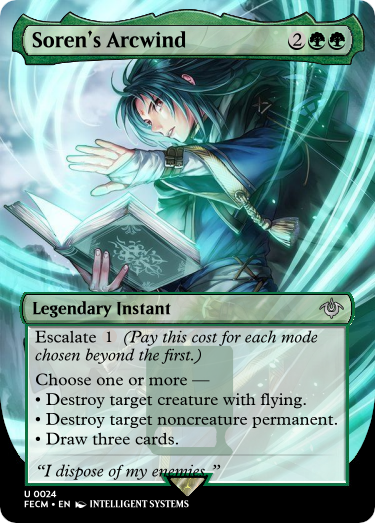 Soren's Arcwind 2
Legendary Instant
Escalate 1 (Pay this cost for each mode
chosen beyond the first.)
Choose one or more —
• Destroy target creature with flying.
• Destroy target noncreature permanent.
• Draw three cards.
“I dispose of my enemies.”
U 0024
FECM • EN INTELLIGENT SYSTEMS